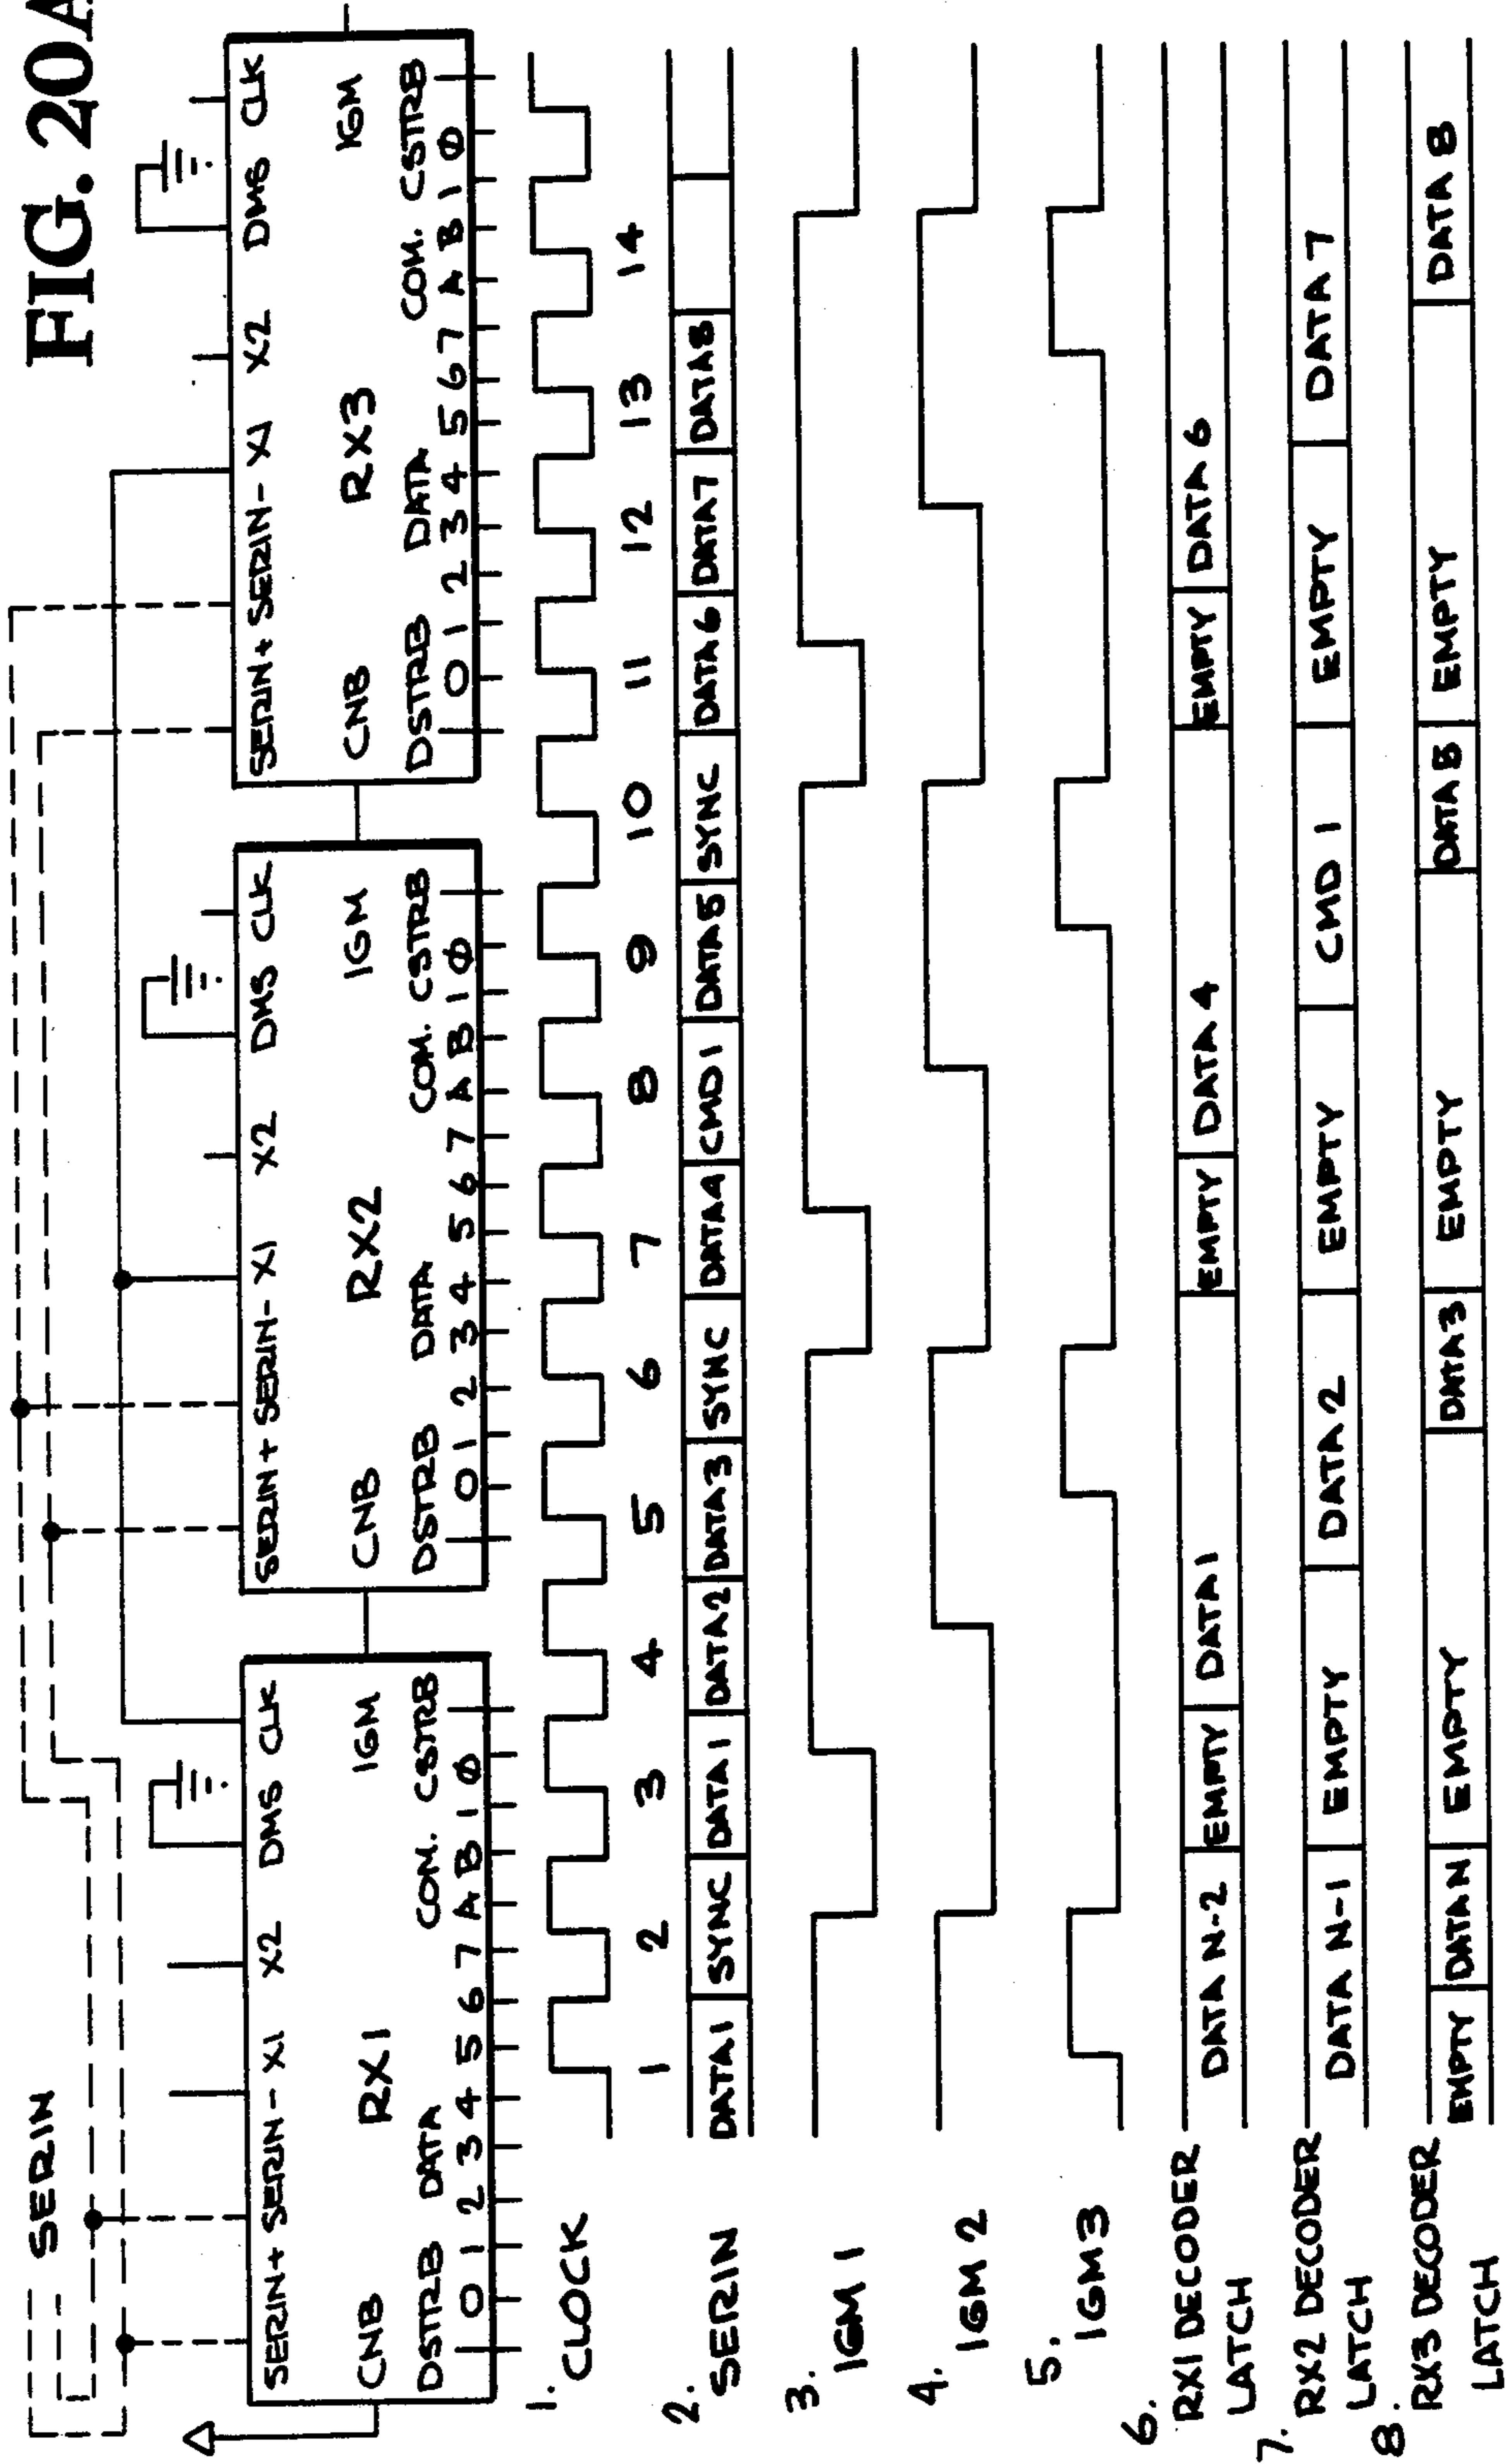 FIG. 20A
SERIN
SERIN+ SERIN- X1 X2 DMS CLK
CNB RX1 IGM
DSTRB DATA COM. CSTRB
0 1 2 3 4 5 6 7 A B 1 Ø
SERIN+ SERIN- X1 X2 DMS CLK
CNB RX2 IGM
DSTRB DATA COM. CSTRB
0 1 2 3 4 5 6 7 A B 1 Ø
SERIN+ SERIN- X1 X2 DMS CLK
CNB RX3 IGM
DSTRB DATA COM. CSTRB
0 1 2 3 4 5 6 7 A B 1 Ø
1. CLOCK
1 2 3 4 5 6 7 8 9 10 11 12 13 14
2. SERIN DATA1 SYNC DATA1 DATA2 DATA3 SYNC DATA4 CMD1 DATA5 SYNC DATA6 DATA7 DATA8
3. IGM 1
4. IGM 2
5. IGM3
6. RX1 DECODER LATCH DATA N-2 EMPTY DATA1 EMPTY DATA 4 EMPTY DATA 6
7. RX2 DECODER LATCH DATA N-1 EMPTY DATA 2 EMPTY CMD 1 EMPTY DATA 7
8. RX3 DECODER LATCH EMPTY DATA N EMPTY DATA3 EMPTY DATA 5 EMPTY DATA 8